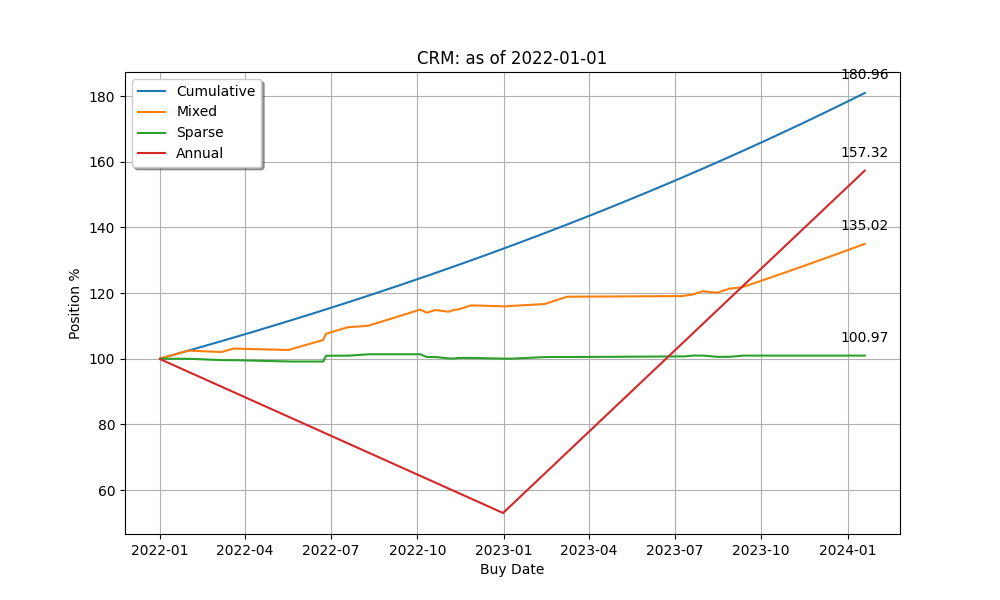 CRM: as of 2022-01-01
180.96
180
Cumulative
Mixed
Sparse
Annual
160
157.32
140
135.02
120
100
100.97
80
60
Position %
2022-01 2022-04 2022-07 2022-10 2023-01 2023-04 2023-07 2023-10 2024-01
Buy Date